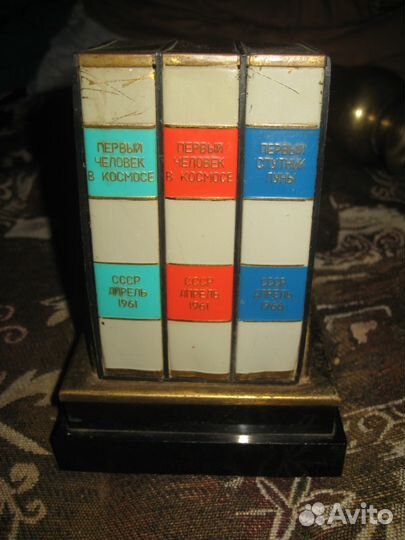 ПЕРВЫЙ
ЧЕЛОВЕК
В КОСМОСЕ
СССР
АПРЕЛЬ
1961
ПЕРВЫЙ
ЧЕЛОВЕК
В КОСМОСЕ
СССР
АПРЕЛЬ
1961
ПЕРВЫЙ
СПУТНИК
ЛУНЫ
СССР
АПРЕЛЬ
1966
Avito